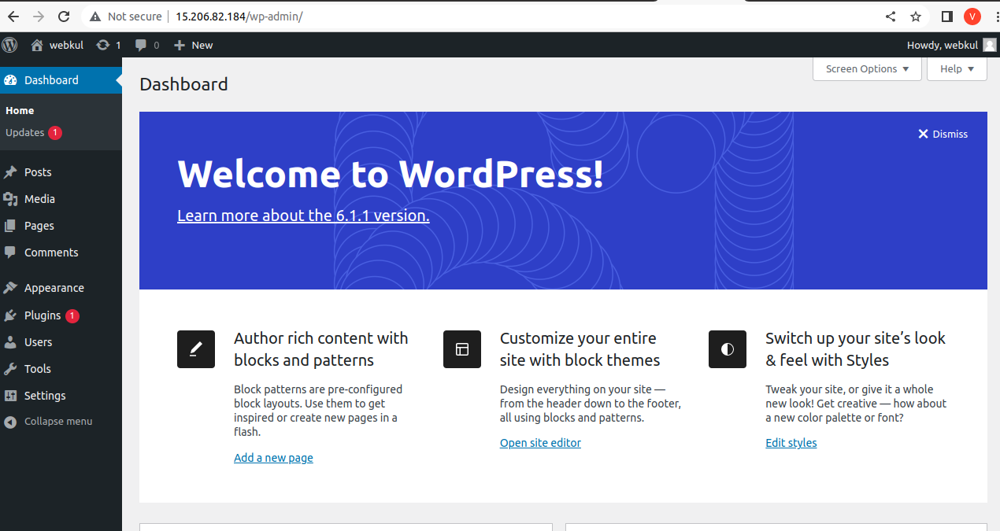 Not secure 15.206.82.184/wp-admin/ V
webkul 1 0 New Howdy, webkul
Dashboard
Home
Updates 1
Posts
Media
Pages
Comments
Appearance
Plugins 1
Users
Tools
Settings
Collapse menu
Screen Options Help
Dashboard
Dismiss
Welcome to WordPress!
Learn more about the 6.1.1 version.
Author rich content with
blocks and patterns
Block patterns are pre-configured
block layouts. Use them to get
inspired or create new pages in a
flash.
Add a new page
Customize your entire
site with block themes
Design everything on your site —
from the header down to the footer,
all using blocks and patterns.
Open site editor
Switch up your site’s look
& feel with Styles
Tweak your site, or give it a whole
new look! Get creative — how about
a new color palette or font?
Edit styles